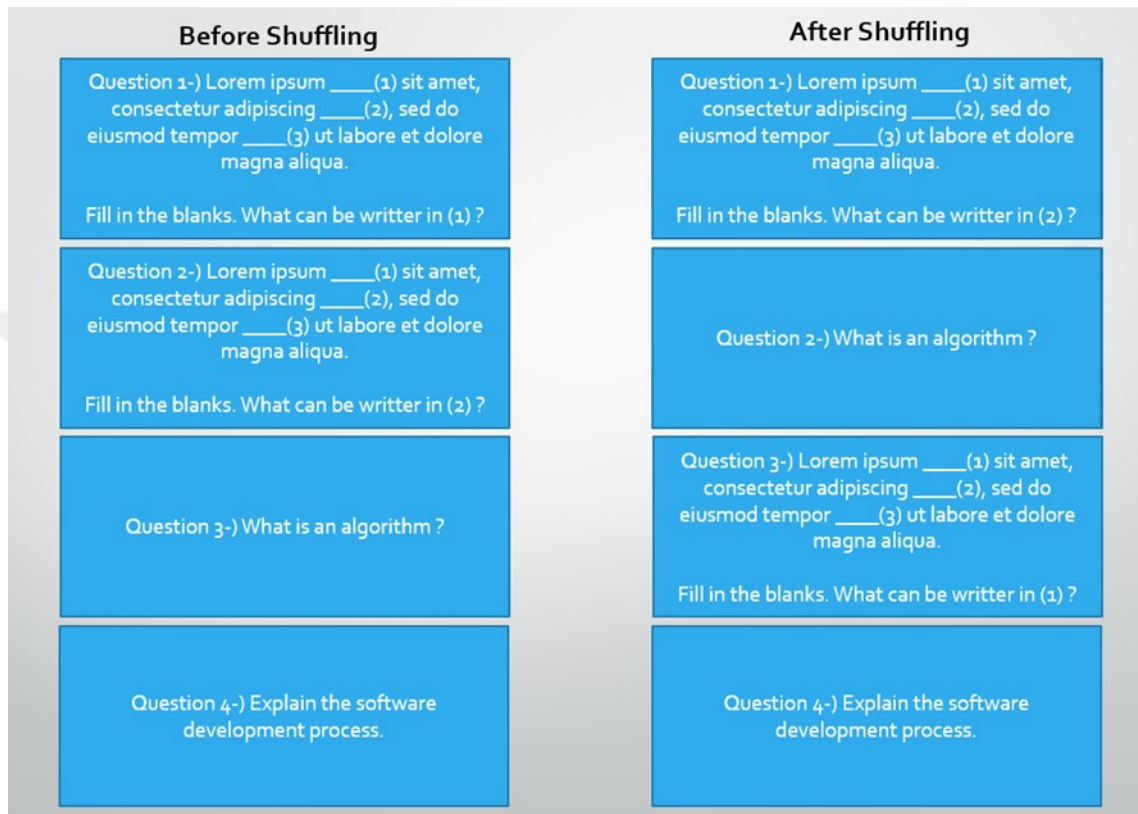 Before Shuffling
Question 1-) Lorem ipsum ____(1) sit amet,
consectetur adipiscing ____(2), sed do
eiusmod tempor ____(3) ut labore et dolore
magna aliqua.
Fill in the blanks. What can be writter in (1) ?
Question 2-) Lorem ipsum ____(1) sit amet,
consectetur adipiscing ____(2), sed do
eiusmod tempor ____(3) ut labore et dolore
magna aliqua.
Fill in the blanks. What can be writter in (2) ?
Question 3-) What is an algorithm ?
Question 4-) Explain the software
development process.
After Shuffling
Question 1-) Lorem ipsum ____(1) sit amet,
consectetur adipiscing ____(2), sed do
eiusmod tempor ____(3) ut labore et dolore
magna aliqua.
Fill in the blanks. What can be writter in (2) ?
Question 2-) What is an algorithm ?
Question 3-) Lorem ipsum ____(1) sit amet,
consectetur adipiscing ____(2), sed do
eiusmod tempor ____(3) ut labore et dolore
magna aliqua.
Fill in the blanks. What can be writter in (1) ?
Question 4-) Explain the software
development process.